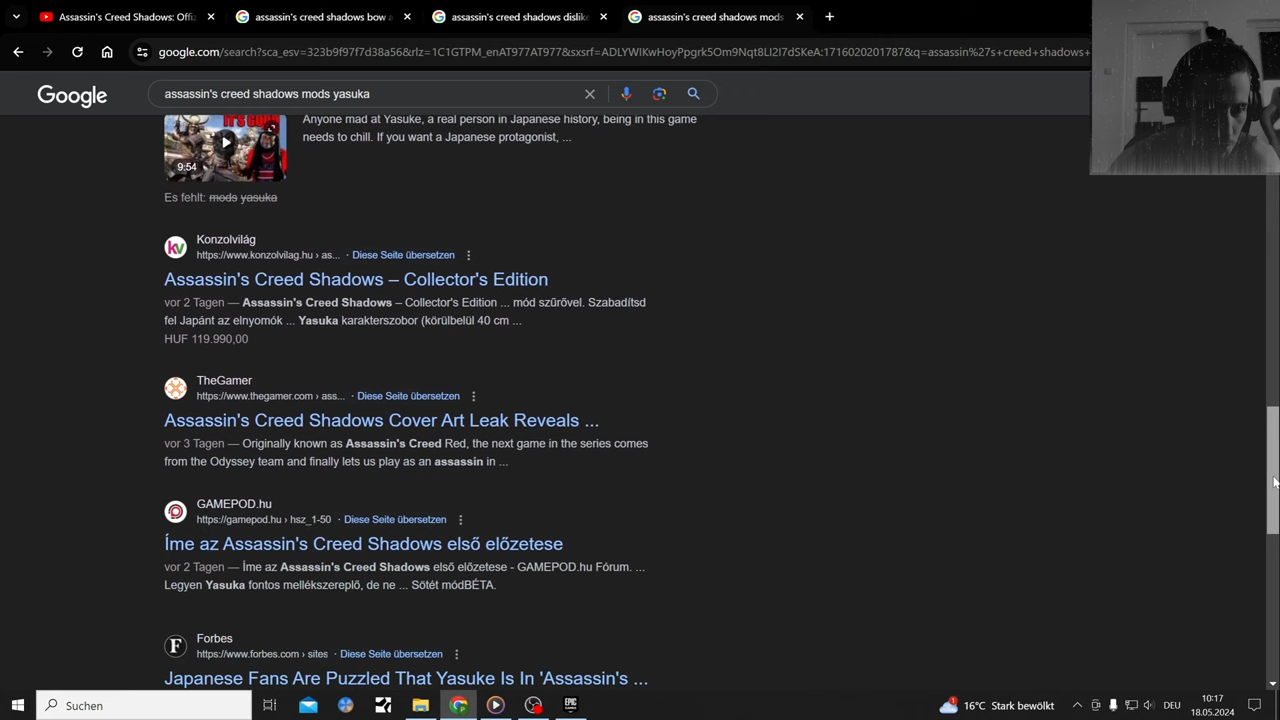 Assassin's Creed Shadows: Offi
assassin's creed shadows bow a
assassin's creed shadows dislike
assassin's creed shadows mods
google.com/search?sca_esv=323b9f97f7d38a56&rlz=1C1GTPM_enAT977AT977&sxsrf=ADLYWIKwHoyPpgrk5Om9Nqt8Ll2I7dSKeA:1716020201787&q=assassin%27s+creed+shadows+
Google
assassin's creed shadows mods yasuka
IT'S GOOD
Anyone mad at Yasuke, a real person in Japanese history, being in this game
needs to chill. If you want a Japanese protagonist, ...
9:54
Es fehlt: mods yasuka
kv
Konzolvilág
https://www.konzolvilag.hu › as... · Diese Seite übersetzen
Assassin's Creed Shadows – Collector's Edition
vor 2 Tagen — Assassin's Creed Shadows – Collector's Edition ... mód szűrővel. Szabadítsd
fel Japánt az elnyomók ... Yasuka karakterszobor (körülbelül 40 cm ...
HUF 119.990,00
TheGamer
https://www.thegamer.com › ass... · Diese Seite übersetzen
Assassin's Creed Shadows Cover Art Leak Reveals ...
vor 3 Tagen — Originally known as Assassin's Creed Red, the next game in the series comes
from the Odyssey team and finally lets us play as an assassin in ...
GAMEPOD.hu
https://gamepod.hu › hsz_1-50 · Diese Seite übersetzen
Íme az Assassin's Creed Shadows első előzetese
vor 2 Tagen — Íme az Assassin's Creed Shadows első előzetese - GAMEPOD.hu Fórum. ...
Legyen Yasuka fontos mellékszereplő, de ne ... Sötét módBÉTA.
F
Forbes
https://www.forbes.com › sites · Diese Seite übersetzen
Japanese Fans Are Puzzled That Yasuke Is In 'Assassin's ...
Suchen
EPIC GAMES
1
16°C Stark bewölkt
DEU
10:17
18.05.2024